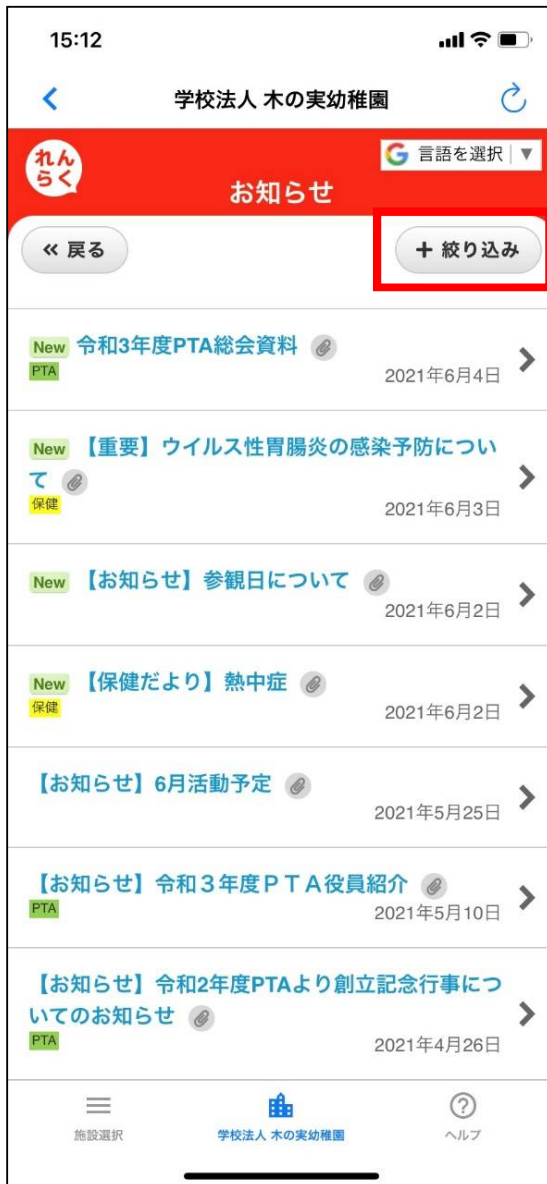 15:12
学校法人 木の実幼稚園
れん
らく
言語を選択 ▼
お知らせ
≪ 戻る
+ 絞り込み
New 令和3年度PTA総会資料
PTA
2021年6月4日
New 【重要】ウイルス性胃腸炎の感染予防につい
て
保健
2021年6月3日
New 【お知らせ】参観日について
2021年6月2日
New 【保健だより】熱中症
保健
2021年6月2日
【お知らせ】6月活動予定
2021年5月25日
【お知らせ】令和３年度ＰＴＡ役員紹介
PTA
2021年5月10日
【お知らせ】令和2年度PTAより創立記念行事につ
いてのお知らせ
PTA
2021年4月26日
施設選択
学校法人 木の実幼稚園
ヘルプ